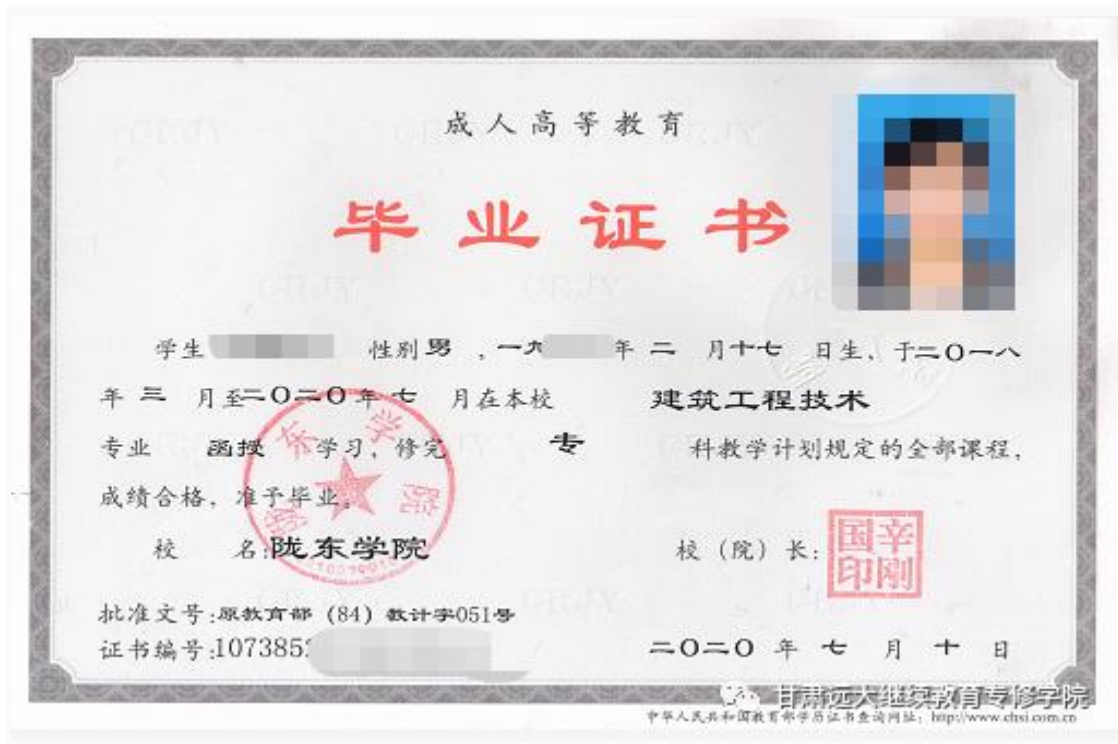 成人高等教育
毕业证书
学生 性别 男 ,一九 年 二 月十七 日生、于二〇一八
年 三 月至二〇二〇年 七 月在本校 建筑工程技术
专业 函授 学习,修完 专 科教学计划规定的全部课程,
成绩合格,准予毕业。
陇东学院
校 名:陇东学院 校(院)长:
辛国刚印
批准文号:原教育部 (84) 教计字051号
证书编号:107385
二〇二〇 年 七 月 十 日
甘肃远大继续教育专修学院
中华人民共和国教育部学历证书查询网址:http://www.chsi.com.cn